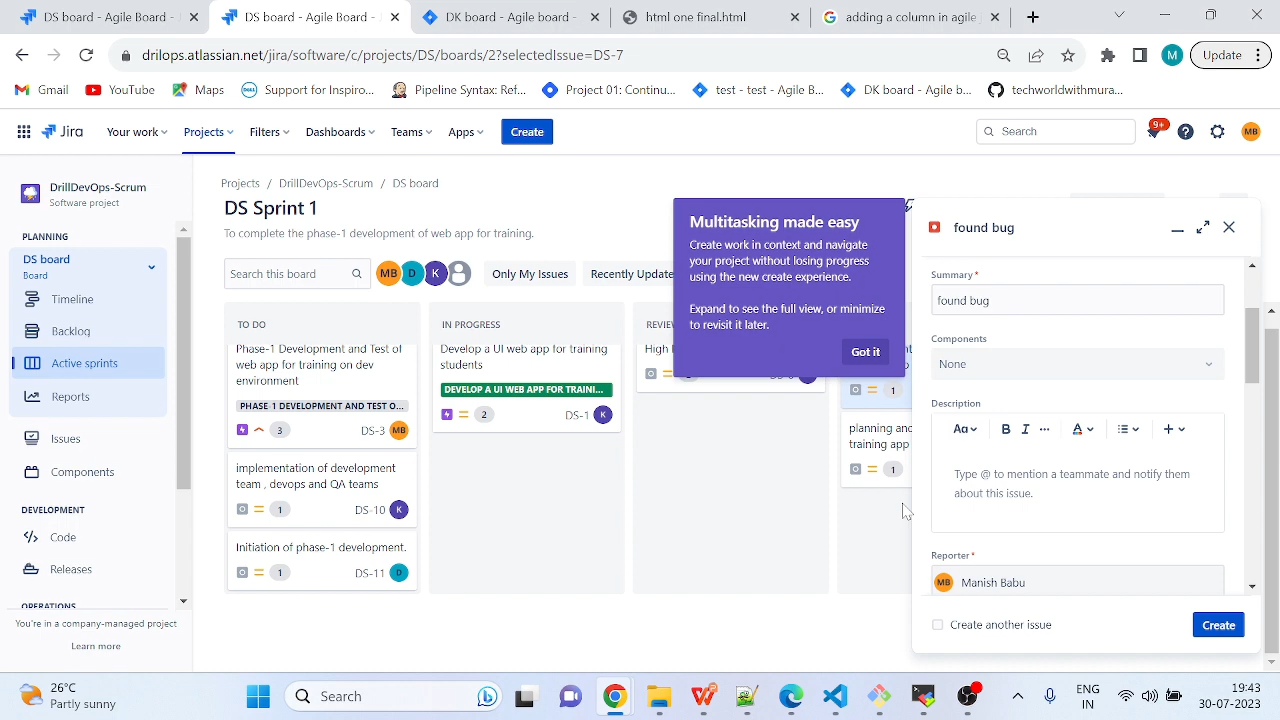 DS board - Agile board -
DS board - Agile board -
DK board - Agile board -
html one final.html
adding a column in agile
drilops.atlassian.net/jira/software/c/projects/DS/boards/2?selectedIssue=DS-7
M
Update
Gmail
YouTube
Maps
Support for Inspiro...
Pipeline Syntax: Ref...
Project 01: Continu...
test - test - Agile B...
DK board - Agile b...
techworldwithmura...
Jira
Your work
Projects
Filters
Dashboards
Teams
Apps
Create
Search
9+
MB
DrillDevOps-Scrum
Software project
PLANNING
DS board
Board
Timeline
Backlog
Active sprints
Reports
Issues
Components
DEVELOPMENT
Code
Releases
OPERATIONS
You're in a company-managed project
Learn more
Projects / DrillDevOps-Scrum / DS board
DS Sprint 1
To complete the phase-1 development of web app for training.
Search this board
MB
D
K
Only My Issues
Recently Update
TO DO
Phase-1 Development and Test of
web app for training on dev
environment
PHASE-1 DEVELOPMENT AND TEST O...
3
DS-3
MB
implementation of development
team , devops and QA teams
1
DS-10
K
Initiation of phase-1 development.
1
DS-11
D
IN PROGRESS
Develop a UI web app for training
students
DEVELOP A UI WEB APP FOR TRAINI...
2
DS-1
K
REVIE
High l
1
planning and
training app
1
Multitasking made easy
Create work in context and navigate
your project without losing progress
using the new create experience.
Expand to see the full view, or minimize
to revisit it later.
Got it
found bug
Summary*
found bug
Components
None
Description
Aa
B
I
A
Type @ to mention a teammate and notify them
about this issue.
Reporter*
MB
Manish Babu
Create another issue
Create
26°C
Partly sunny
Search
ENG
IN
19:43
30-07-2023